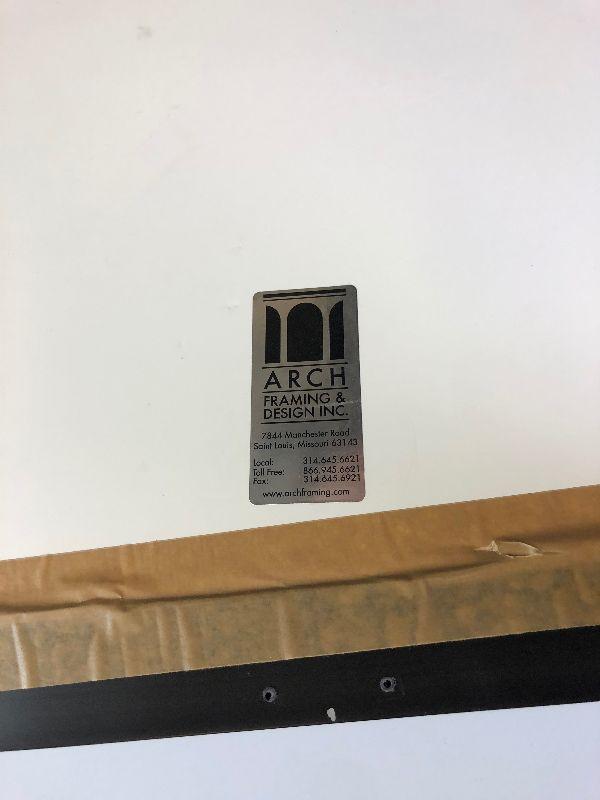 ARCH
FRAMING &
DESIGN INC.
7844 Manchester Road
Saint Louis, Missouri 63143
Local: 314.645.6621
Toll Free: 866.945.6621
Fax: 314.645.6921
www.archframing.com